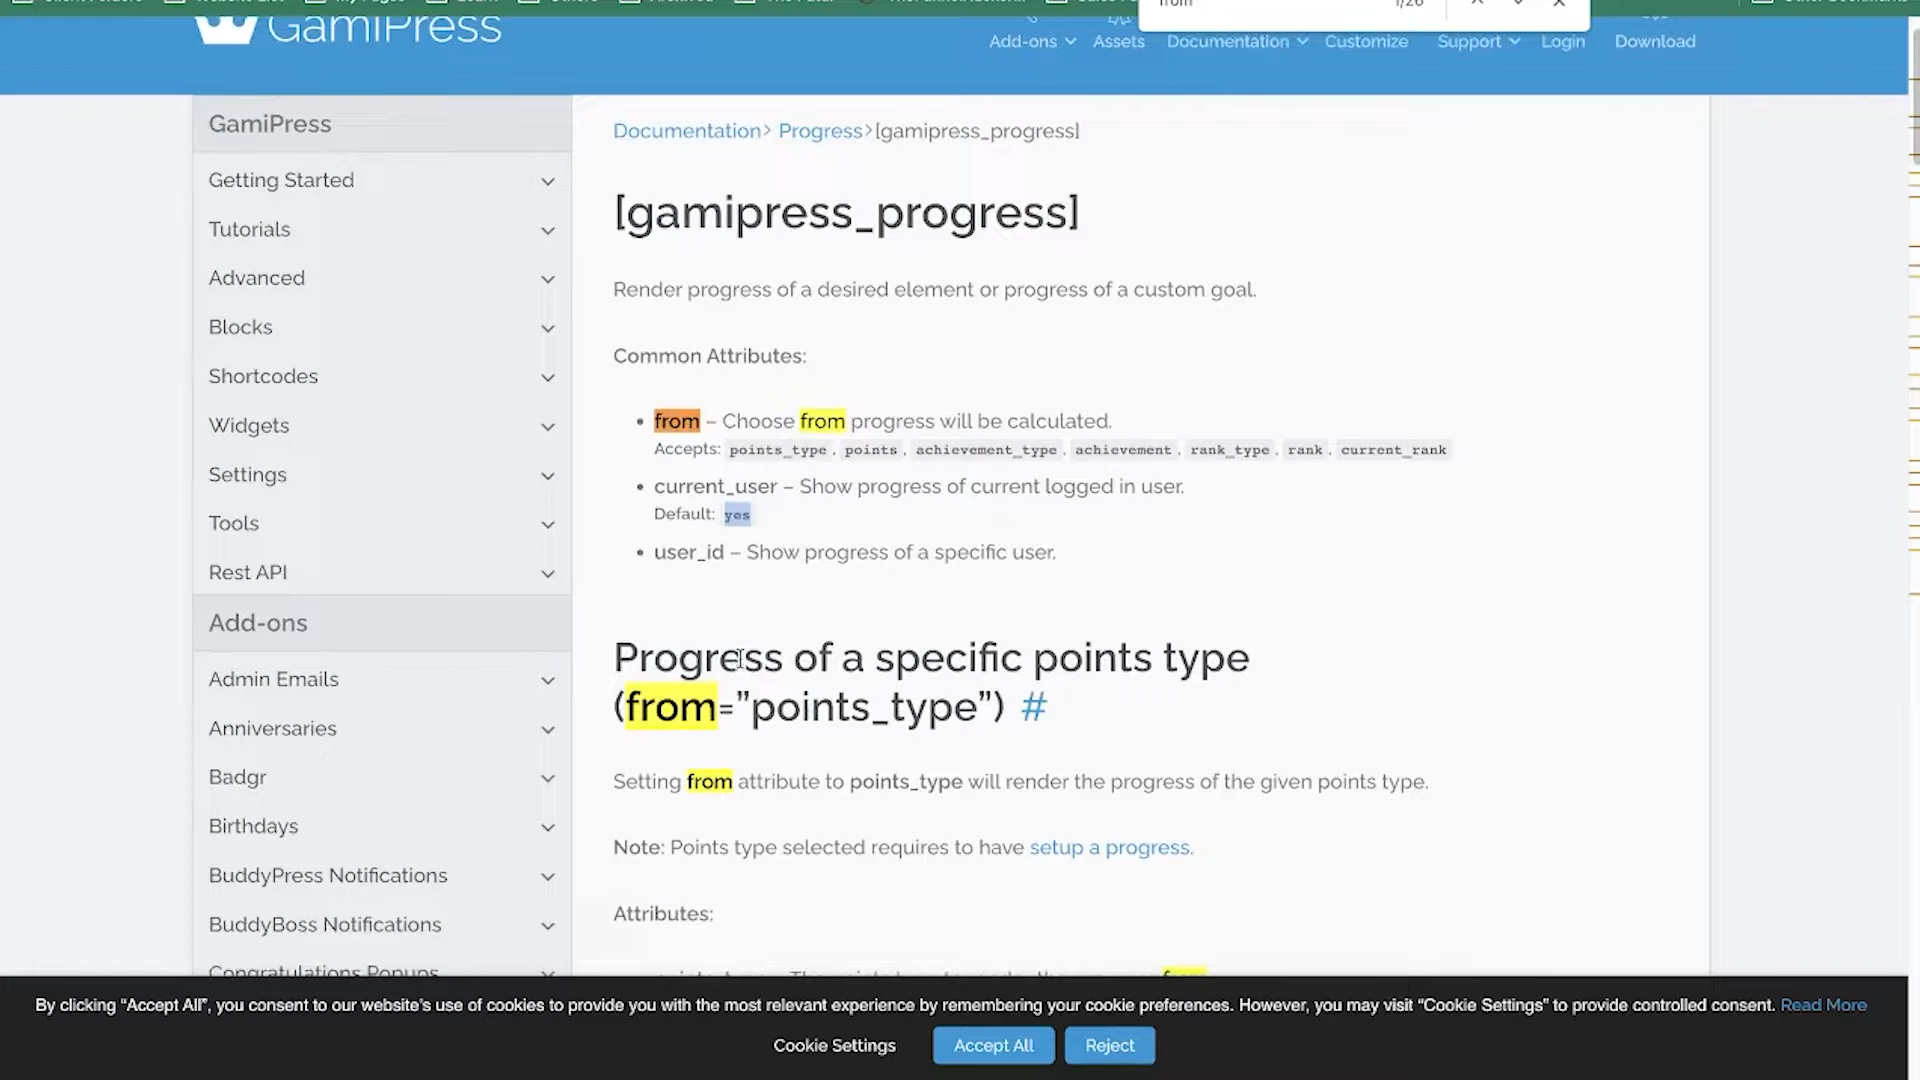 GamiPress
from
1/26
Add-ons
Assets
Documentation
Customize
Support
Login
Download
GamiPress
Getting Started
Tutorials
Advanced
Blocks
Shortcodes
Widgets
Settings
Tools
Rest API
Add-ons
Admin Emails
Anniversaries
Badgr
Birthdays
BuddyPress Notifications
BuddyBoss Notifications
Congratulations Popups
Documentation> Progress>[gamipress_progress]
[gamipress_progress]
Render progress of a desired element or progress of a custom goal.
Common Attributes:
• from – Choose from progress will be calculated.
Accepts: points_type, points, achievement_type, achievement, rank_type, rank, current_rank
• current_user – Show progress of current logged in user.
Default: yes
• user_id – Show progress of a specific user.
Progress of a specific points type
(from="points_type") #
Setting from attribute to points_type will render the progress of the given points type.
Note: Points type selected requires to have setup a progress.
Attributes:
By clicking “Accept All”, you consent to our website's use of cookies to provide you with the most relevant experience by remembering your cookie preferences. However, you may visit “Cookie Settings” to provide controlled consent. Read More
Cookie Settings
Accept All
Reject